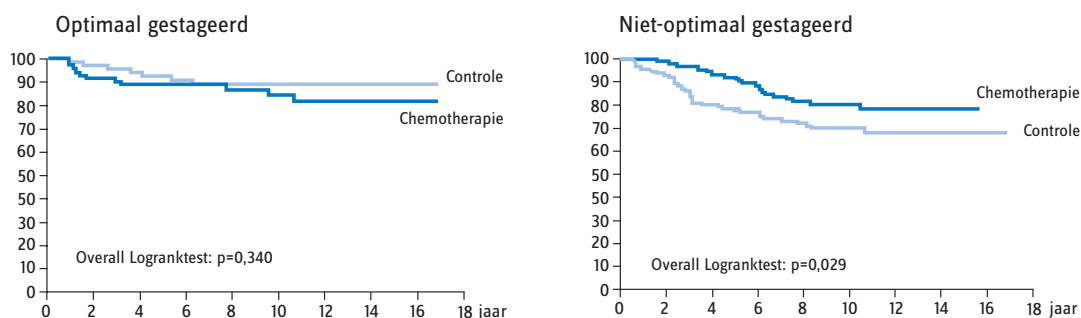 Optimaal gestageerd
100
90
80
70
60
50
40
30
20
10
0
Controle
Chemotherapie
Overall Logranktest: p=0,340
0 2 4 6 8 10 12 14 16 18 jaar
Niet-optimaal gestageerd
100
90
80
70
60
50
40
30
20
10
0
Chemotherapie
Controle
Overall Logranktest: p=0,029
0 2 4 6 8 10 12 14 16 18 jaar